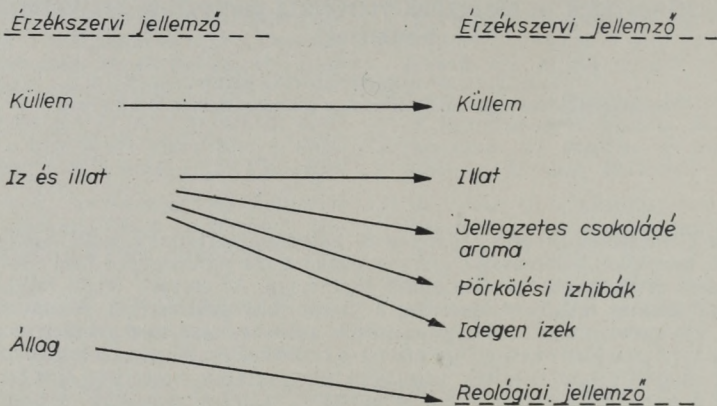 Érzékszervi jellemző
Érzékszervi jellemző
Küllem
Küllem
Iz és illat
Illat
Jellegzetes csokoládé
aroma
Pörkölési izhibák
Idegen izek
Állag
Reológiai jellemző